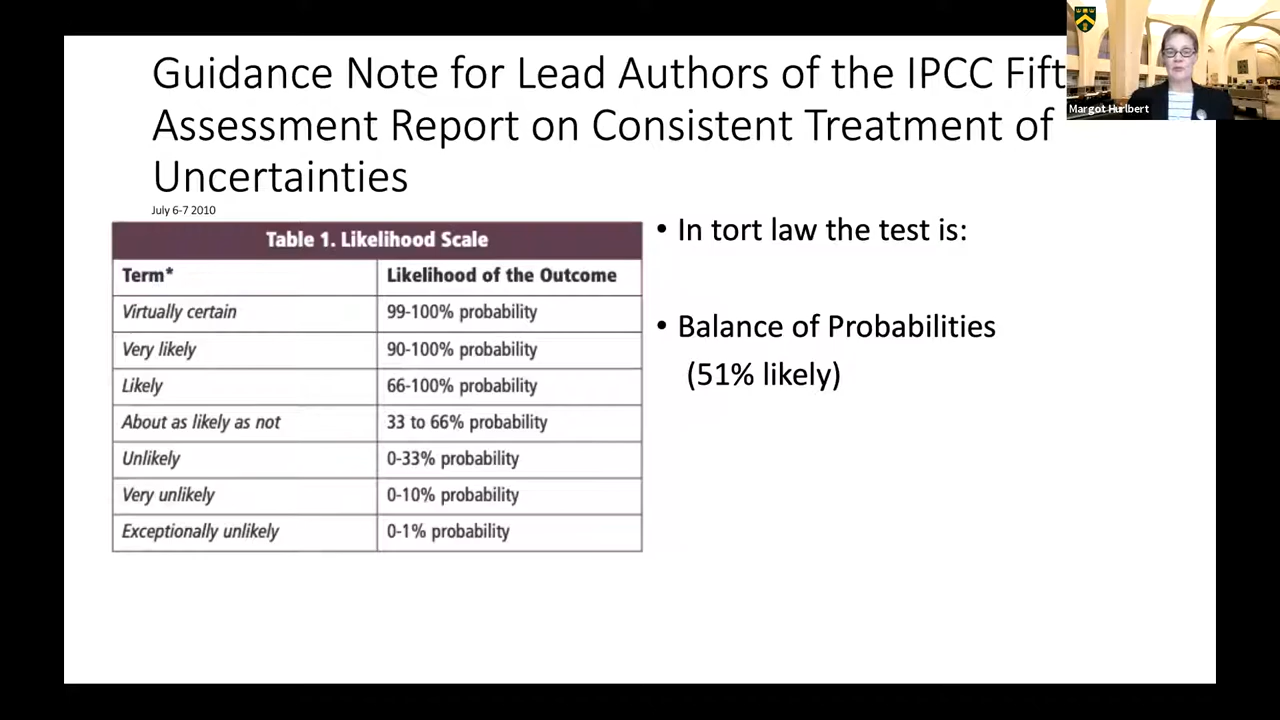 Guidance Note for Lead Authors of the IPCC Fift
Assessment Report on Consistent Treatment of
Uncertainties
July 6-7 2010
Table 1. Likelihood Scale
Term* Likelihood of the Outcome
Virtually certain 99-100% probability
Very likely 90-100% probability
Likely 66-100% probability
About as likely as not 33 to 66% probability
Unlikely 0-33% probability
Very unlikely 0-10% probability
Exceptionally unlikely 0-1% probability
• In tort law the test is:
• Balance of Probabilities
(51% likely)
Margot Hurlbert